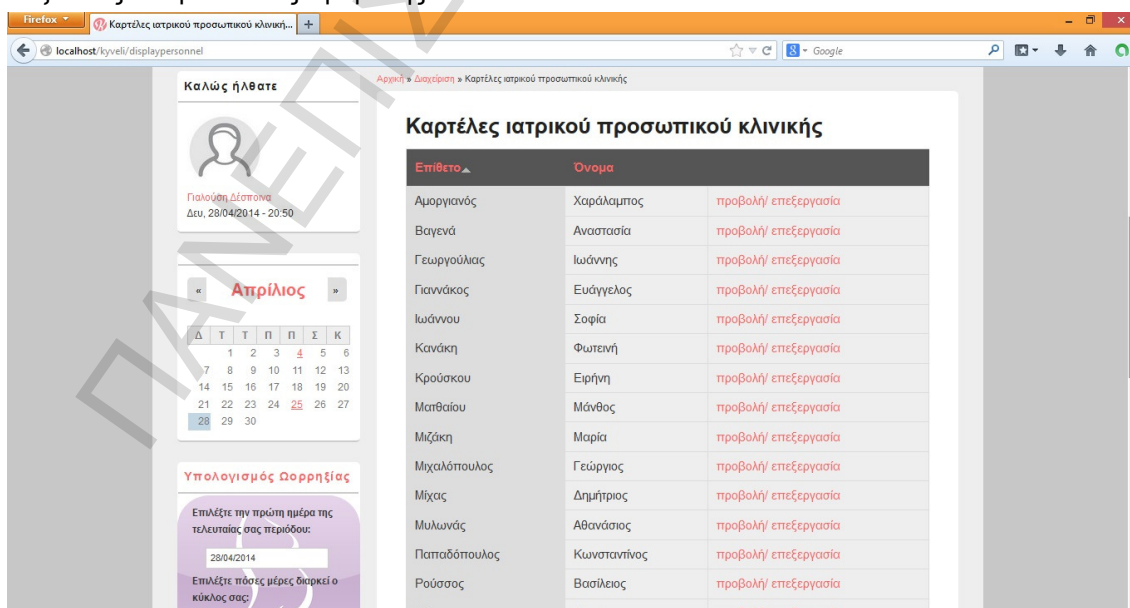 Firefox
Καρτέλες ιατρικού προσωπικού κλινική...
localhost/kyveli/displaypersonnel
Google
Καλώς ήλθατε
Γιαλούση Δέσποινα
Δευ, 28/04/2014 - 20:50
« Απρίλιος »
Δ Τ Τ Π Π Σ Κ
1 2 3 4 5 6
7 8 9 10 11 12 13
14 15 16 17 18 19 20
21 22 23 24 25 26 27
28 29 30
Υπολογισμός Ωορρηξίας
Επιλέξτε την πρώτη ημέρα της
τελευταίας σας περιόδου:
28/04/2014
Επιλέξτε πόσες μέρες διαρκεί ο
κύκλος σας:
Αρχική » Διαχείριση » Καρτέλες ιατρικού προσωπικού κλινικής
Καρτέλες ιατρικού προσωπικού κλινικής
Επίθετο Όνομα
Αμοργιανός Χαράλαμπος προβολή/ επεξεργασία
Βαγενά Αναστασία προβολή/ επεξεργασία
Γεωργούλιας Ιωάννης προβολή/ επεξεργασία
Γιαννάκος Ευάγγελος προβολή/ επεξεργασία
Ιωάννου Σοφία προβολή/ επεξεργασία
Κανάκη Φωτεινή προβολή/ επεξεργασία
Κρούσκου Ειρήνη προβολή/ επεξεργασία
Ματθαίου Μάνθος προβολή/ επεξεργασία
Μιζάκη Μαρία προβολή/ επεξεργασία
Μιχαλόπουλος Γεώργιος προβολή/ επεξεργασία
Μίχας Δημήτριος προβολή/ επεξεργασία
Μυλωνάς Αθανάσιος προβολή/ επεξεργασία
Παπαδόπουλος Κωνσταντίνος προβολή/ επεξεργασία
Ρούσσος Βασίλειος προβολή/ επεξεργασία